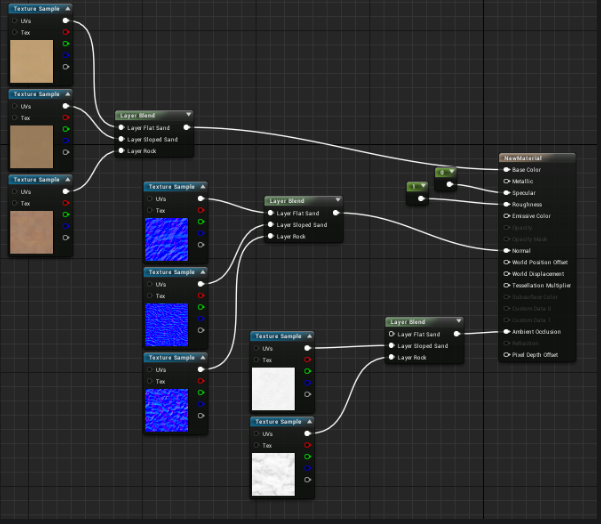 Texture Sample
UVs
Tex
Texture Sample
UVs
Tex
Texture Sample
UVs
Tex
Layer Blend
Layer Flat Sand
Layer Sloped Sand
Layer Rock
Texture Sample
UVs
Tex
Texture Sample
UVs
Tex
Texture Sample
UVs
Tex
Layer Blend
Layer Flat Sand
Layer Sloped Sand
Layer Rock
Texture Sample
UVs
Tex
Texture Sample
UVs
Tex
Layer Blend
Layer Flat Sand
Layer Sloped Sand
Layer Rock
0
1
NewMaterial
Base Color
Metallic
Specular
Roughness
Emissive Color
Opacity
Opacity Mask
Normal
World Position Offset
World Displacement
Tessellation Multiplier
Subsurface Color
Custom Data 0
Custom Data 1
Ambient Occlusion
Refraction
Pixel Depth Offset